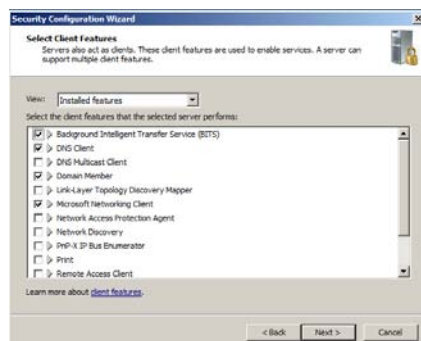 Security Configuration Wizard
Select Client Features
Servers also act as clients. These client features are used to enable services. A server can
support multiple client features.
View: Installed features
Select the client features that the selected server performs:
Background Intelligent Transfer Service (BITS)
DNS Client
DNS Multicast Client
Domain Member
Link-Layer Topology Discovery Mapper
Microsoft Networking Client
Network Access Protection Agent
Network Discovery
PnP-X IP Bus Enumerator
Print
Remote Access Client
Learn more about client features.
< Back Next > Cancel